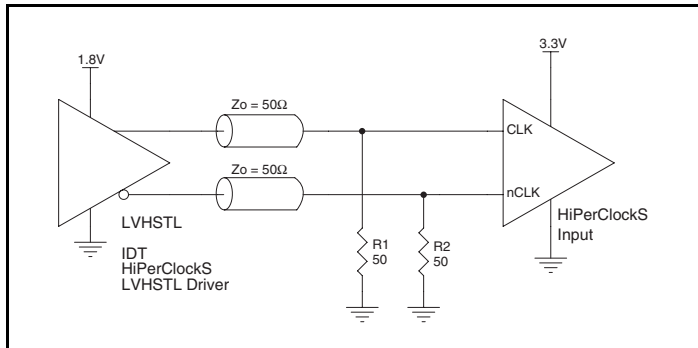 1.8V
3.3V
Zo = 50Ω
CLK
Zo = 50Ω
nCLK
LVHSTL
IDT
HiPerClockS
LVHSTL Driver
R1
50
R2
50
HiPerClockS
Input